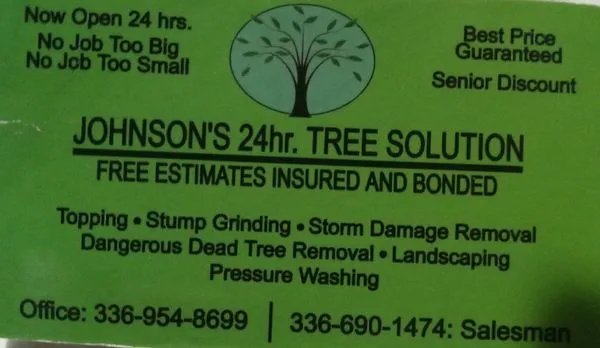 Now Open 24 hrs.
No Job Too Big
No Job Too Small
Best Price
Guaranteed
Senior Discount
JOHNSON'S 24hr. TREE SOLUTION
FREE ESTIMATES INSURED AND BONDED
Topping • Stump Grinding • Storm Damage Removal
Dangerous Dead Tree Removal • Landscaping
Pressure Washing
Office: 336-954-8699 | 336-690-1474: Salesman